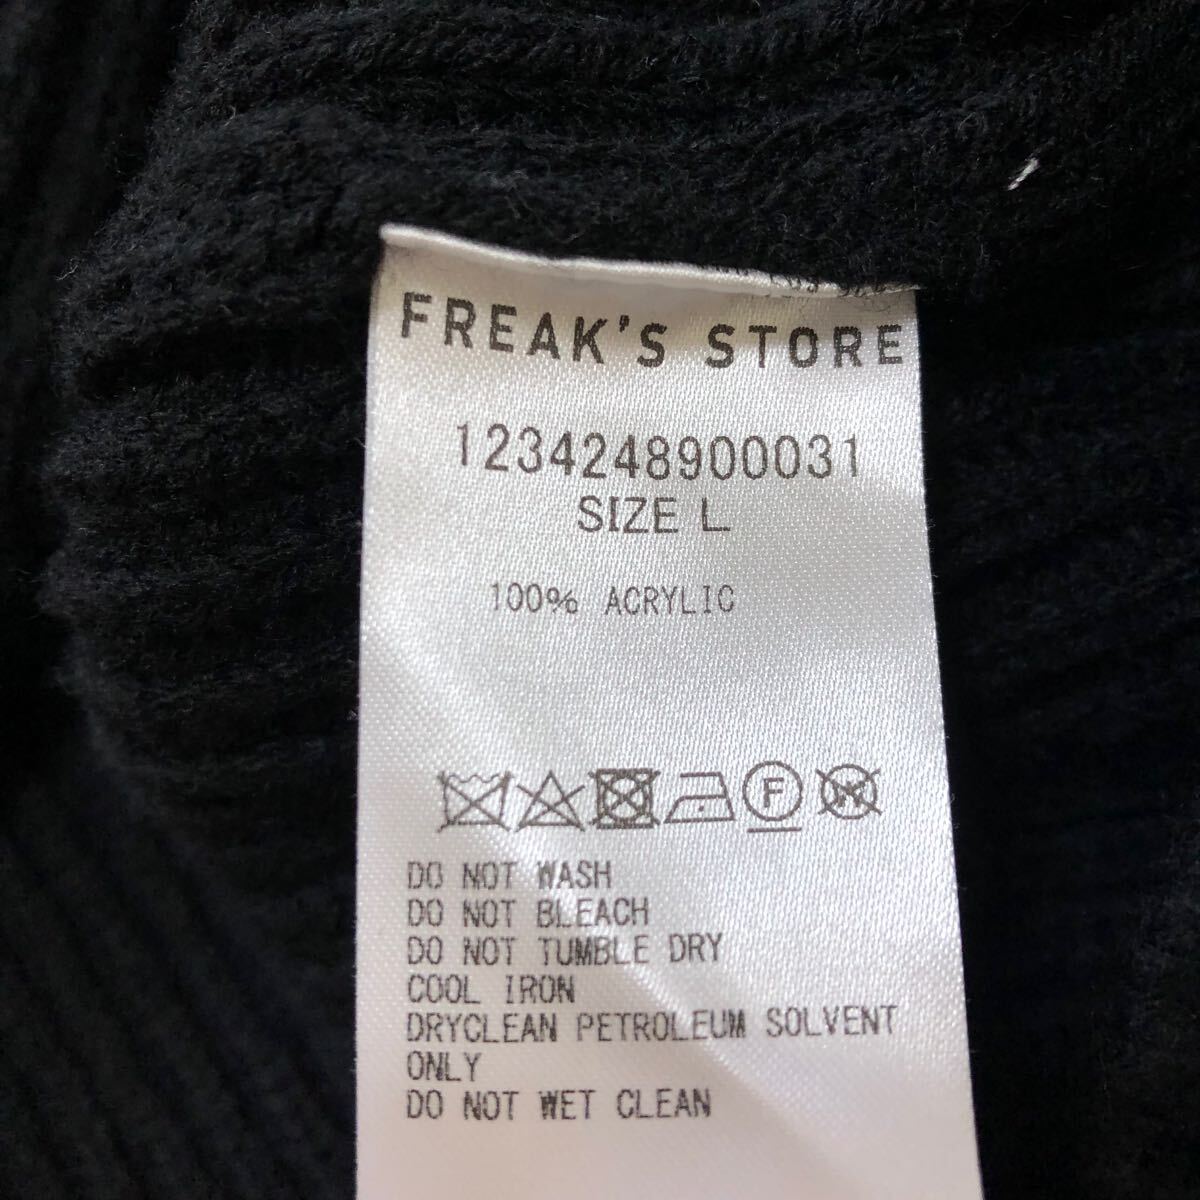 FREAK'S STORE
1234248900031
SIZE L
100% ACRYLIC
F W
DO NOT WASH
DO NOT BLEACH
DO NOT TUMBLE DRY
COOL IRON
DRYCLEAN PETROLEUM SOLVENT
ONLY
DO NOT WET CLEAN